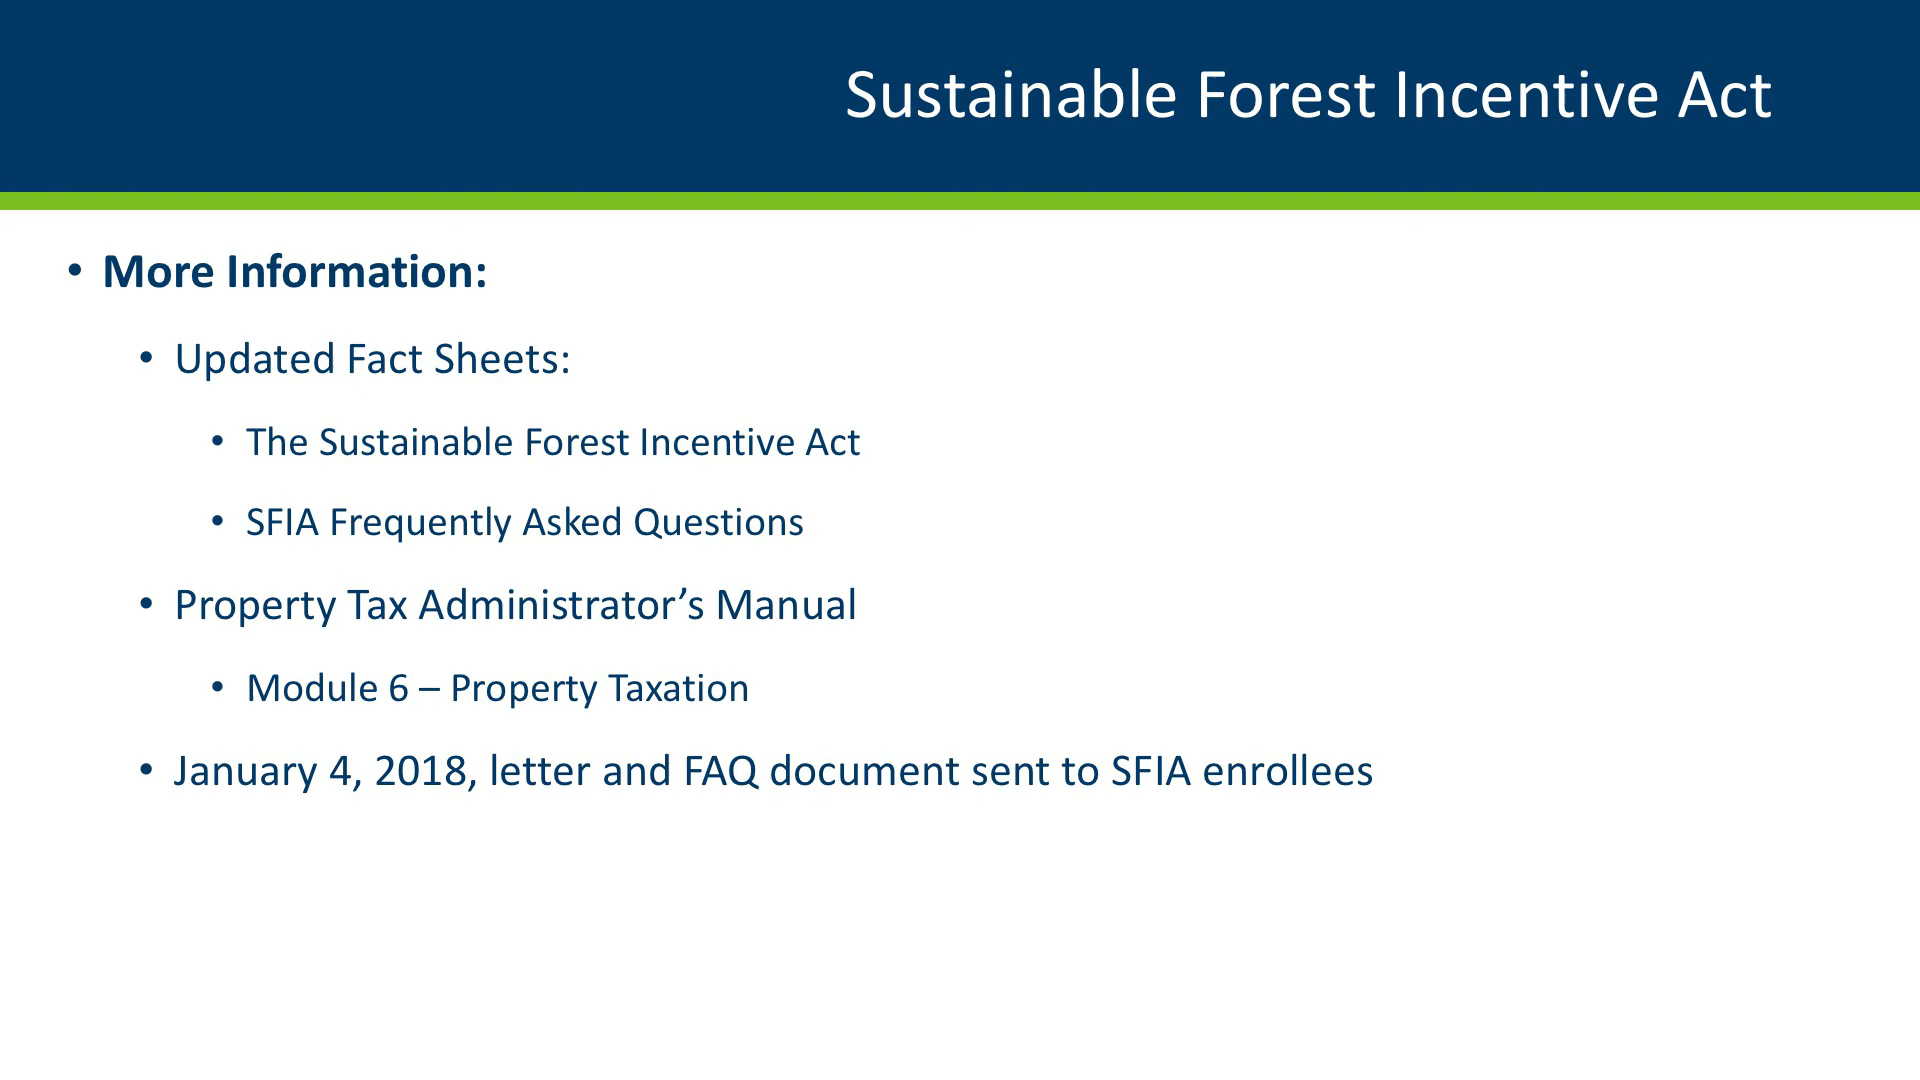 Sustainable Forest Incentive Act
• More Information:
• Updated Fact Sheets:
• The Sustainable Forest Incentive Act
• SFIA Frequently Asked Questions
• Property Tax Administrator’s Manual
• Module 6 – Property Taxation
• January 4, 2018, letter and FAQ document sent to SFIA enrollees